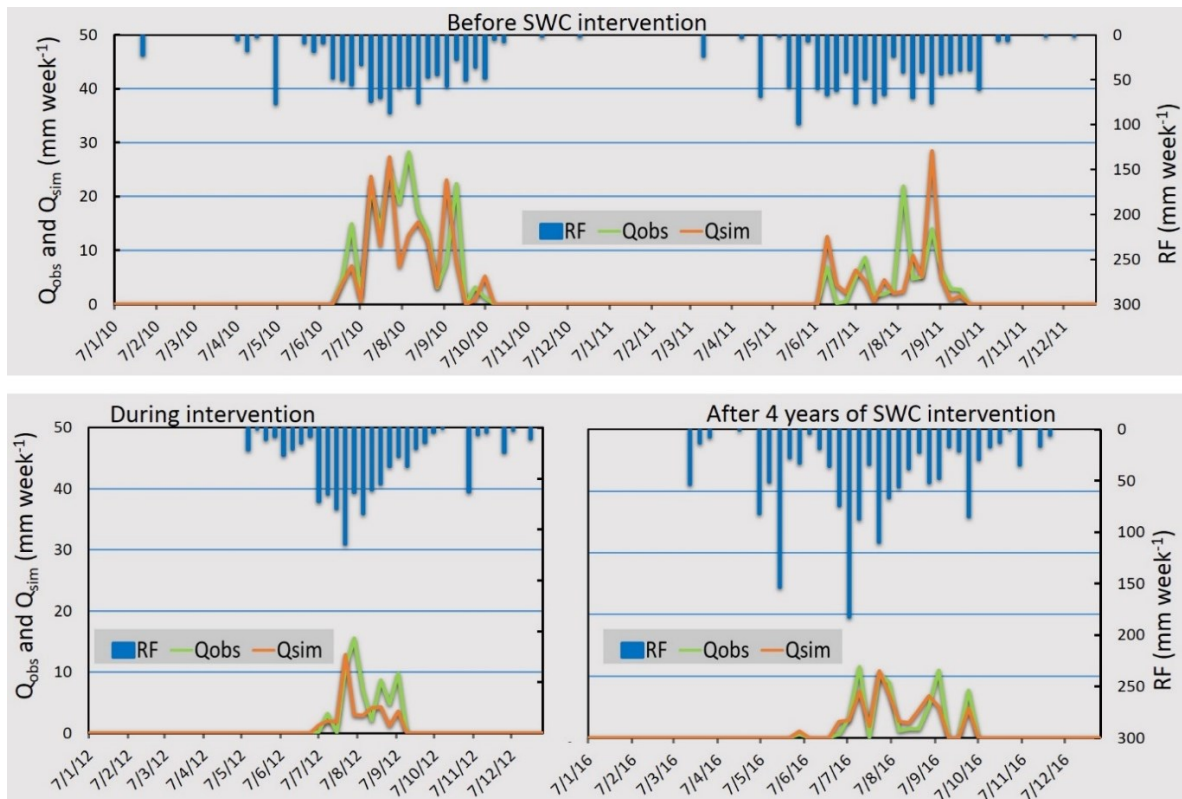 Before SWC intervention
Q_obs and Q_sim (mm week⁻¹)
50
40
30
20
10
0
0
50
100
150
200
250
300
RF (mm week⁻¹)
RF Qobs Qsim
7/1/10 7/2/10 7/3/10 7/4/10 7/5/10 7/6/10 7/7/10 7/8/10 7/9/10 7/10/10 7/11/10 7/12/10 7/1/11 7/2/11 7/3/11 7/4/11 7/5/11 7/6/11 7/7/11 7/8/11 7/9/11 7/10/11 7/11/11 7/12/11
During intervention
Q_obs and Q_sim (mm week⁻¹)
50
40
30
20
10
0
RF Qobs Qsim
7/1/12 7/2/12 7/3/12 7/4/12 7/5/12 7/6/12 7/7/12 7/8/12 7/9/12 7/10/12 7/11/12 7/12/12
After 4 years of SWC intervention
0
50
100
150
200
250
300
RF (mm week⁻¹)
RF Qobs Qsim
7/1/16 7/2/16 7/3/16 7/4/16 7/5/16 7/6/16 7/7/16 7/8/16 7/9/16 7/10/16 7/11/16 7/12/16